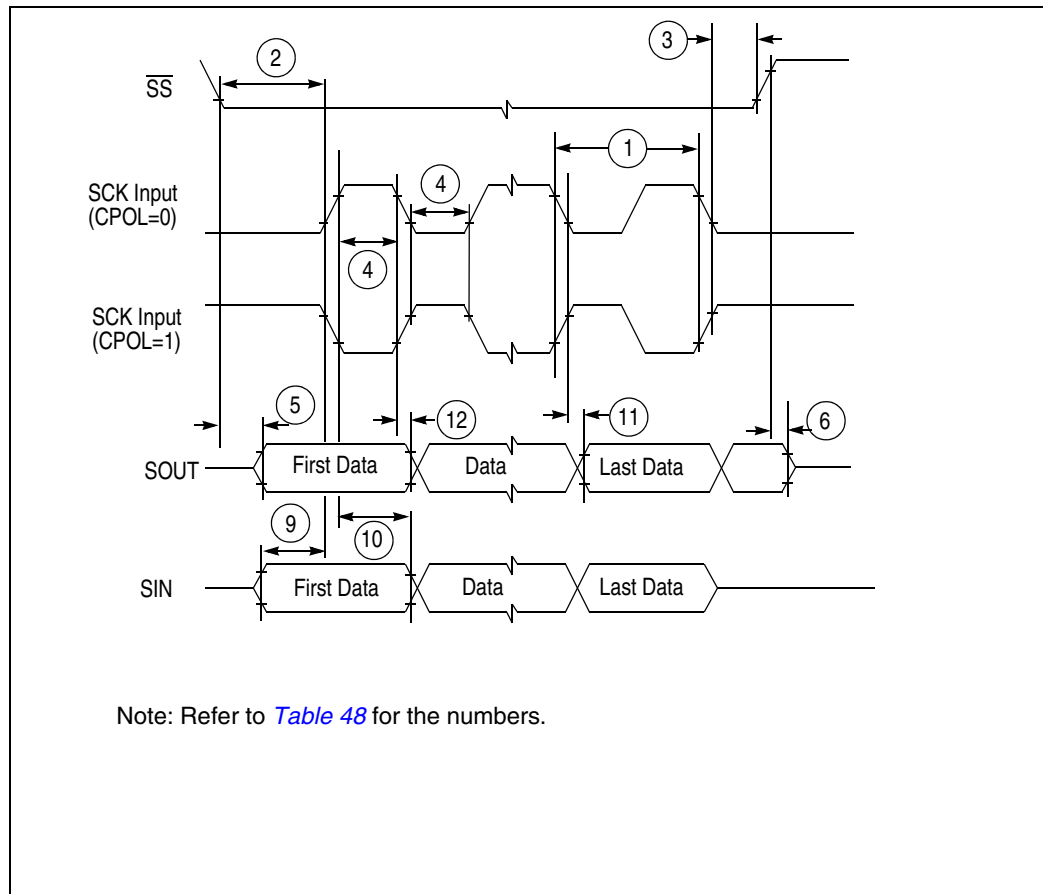 3
2
SS
1
SCK Input
(CPOL=0)
4
4
SCK Input
(CPOL=1)
5
12
11
6
SOUT
First Data
Data
Last Data
9
10
SIN
First Data
Data
Last Data
Note: Refer to Table 48 for the numbers.